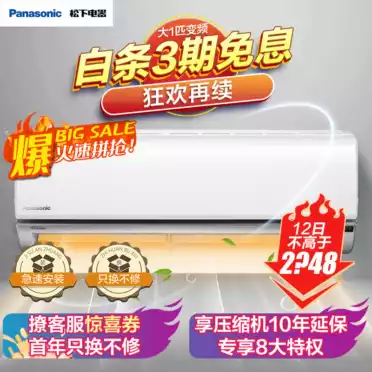 Panasonic 松下电器
大1匹变频
白条3期免息
狂欢再续
爆
BIG SALE
火速拼抢！
Panasonic
12日
不高于
2?48
急速安装
只换不修
撩客服惊喜券
首年只换不修
享压缩机10年延保
专享8大特权